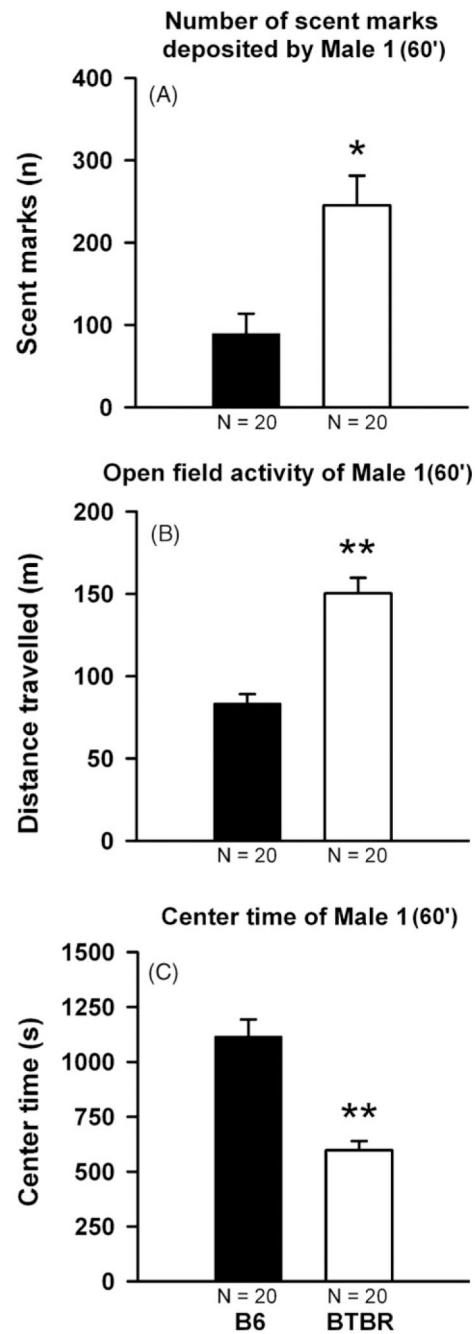 Number of scent marks
deposited by Male 1 (60')
(A)
Scent marks (n)
400
300
200
100
0
*
N = 20 N = 20
Open field activity of Male 1(60')
(B)
Distance travelled (m)
200
150
100
50
0
**
N = 20 N = 20
Center time of Male 1 (60')
(C)
Center time (s)
1500
1250
1000
750
500
250
0
**
N = 20 N = 20
B6 BTBR